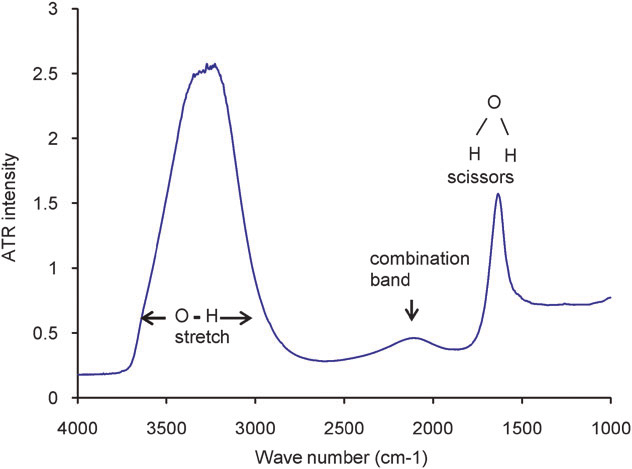 3
2.5
2
1.5
1
0.5
0
ATR intensity
O
H H
scissors
combination
band
O - H
stretch
4000 3500 3000 2500 2000 1500 1000
Wave number (cm-1)